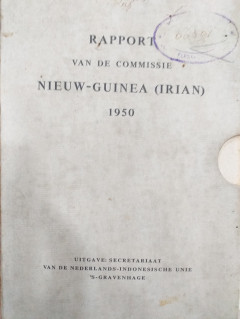 RAPPORT
VAN DE COMMISSIE
NIEUW-GUINEA (IRIAN)
1950
UITGAVE: SECRETARIAAT
VAN DE NEDERLANDS-INDONESISCHE UNIE
'S-GRAVENHAGE